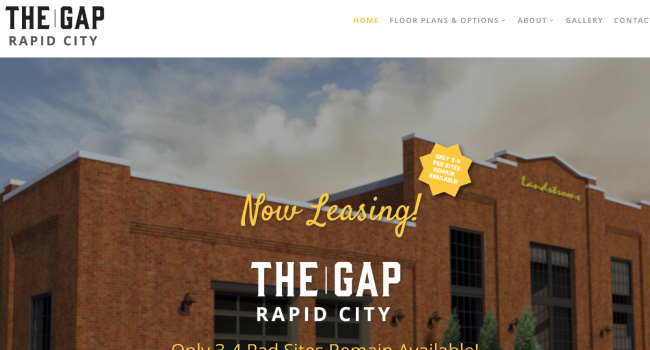 THE GAP
RAPID CITY
HOME
FLOOR PLANS & OPTIONS
ABOUT
GALLERY
CONTAC
ONLY 3-4
PAD SITES
REMAIN
AVAILABLE!
Landstroms
Now Leasing!
THE GAP
RAPID CITY
Only 3-4 Pad Sites Remain Available!